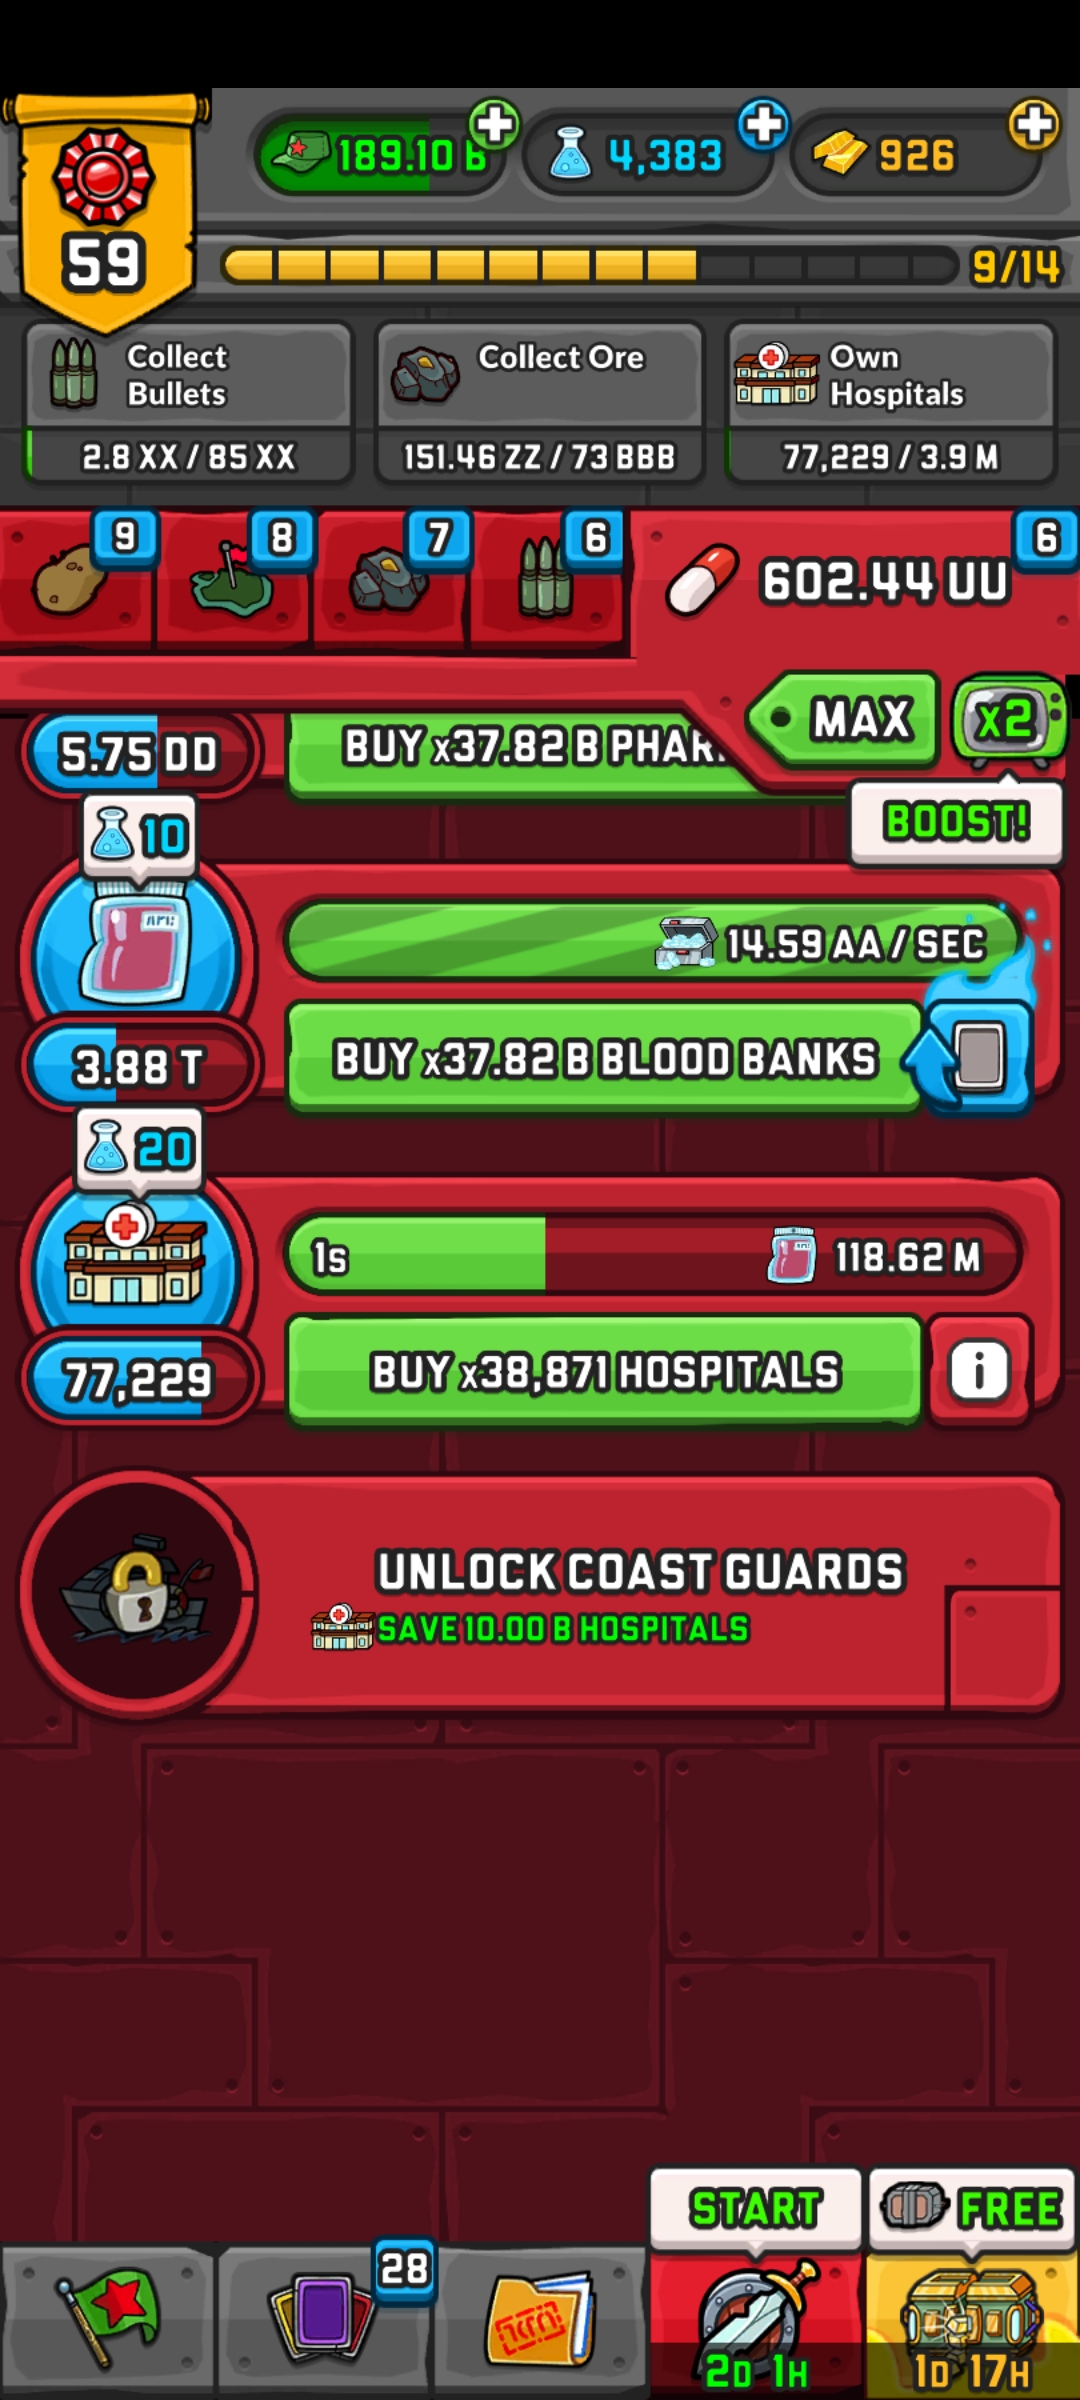 189.10 B
4,383
926
59
9/14
Collect
Bullets
2.8 XX / 85 XX
Collect Ore
151.46 ZZ / 73 BBB
Own
Hospitals
77,229 / 3.9 M
9
8
7
6
602.44 UU
6
MAX
x2
BOOST!
5.75 DD
BUY x37.82 B PHAR
10
14.59 AA / SEC
3.88 T
BUY x37.82 B BLOOD BANKS
20
1s
118.62 M
77,229
BUY x38,871 HOSPITALS
i
UNLOCK COAST GUARDS
SAVE 10.00 B HOSPITALS
START
FREE
28
2D 1H
1D 17H